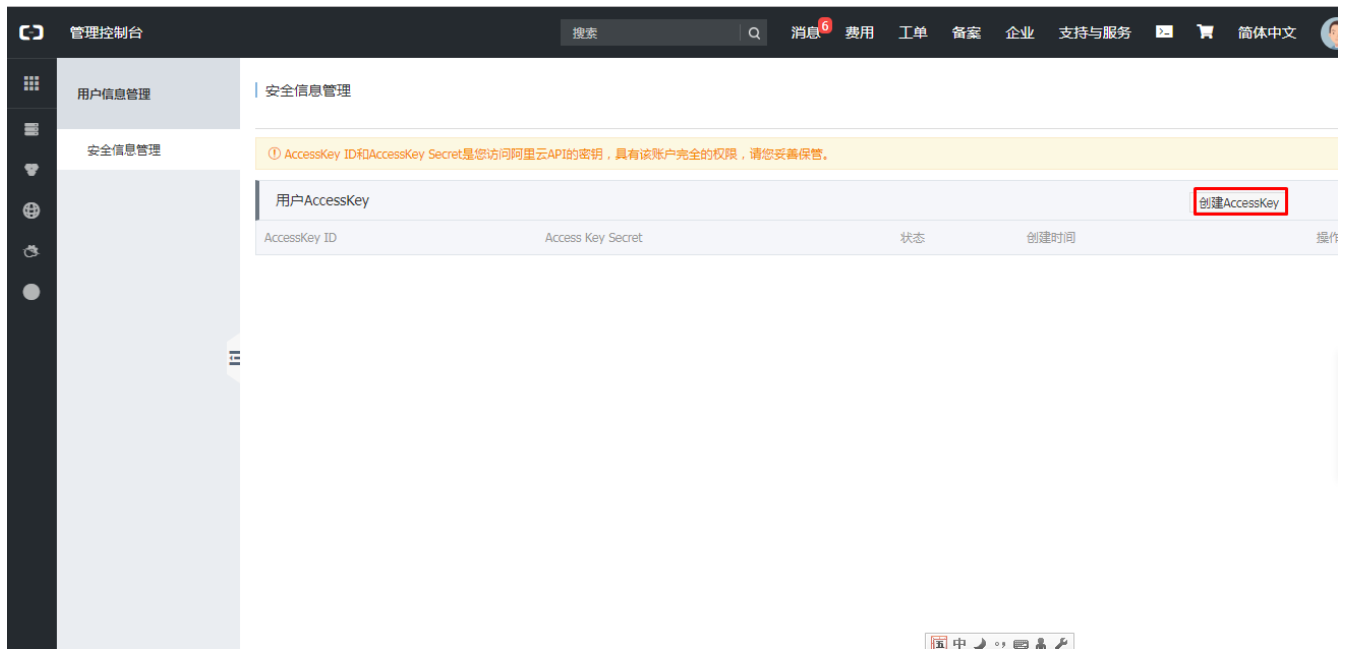 管理控制台 搜索 消息 6 费用 工单 备案 企业 支持与服务 简体中文
用户信息管理
安全信息管理
安全信息管理
AccessKey ID和AccessKey Secret是您访问阿里云API的密钥，具有该账户完全的权限，请您妥善保管。
用户AccessKey 创建AccessKey
AccessKey ID Access Key Secret 状态 创建时间 操作
五 中